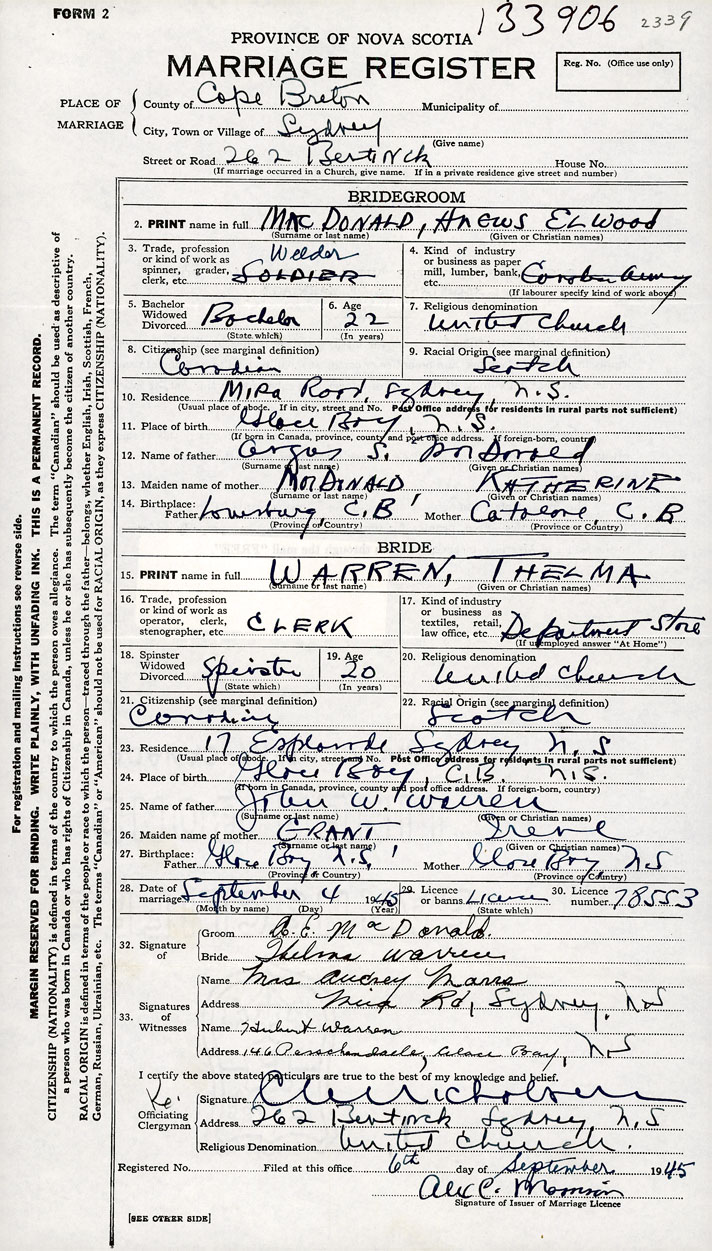 FORM 2
133906 2339
PROVINCE OF NOVA SCOTIA
MARRIAGE REGISTER
Reg. No. (Office use only)
PLACE OF MARRIAGE
County of Cape Breton Municipality of
City, Town or Village of Sydney
(Give name)
Street or Road 262 Bentinck House No.
(If marriage occurred in a Church, give name. If in a private residence give street and number)
BRIDEGROOM
2. PRINT name in full MACDONALD, ANEWS ELWOOD
(Surname or last name) (Given or Christian names)
3. Trade, profession or kind of work as spinner, grader, clerk, etc. Welder SOLDIER
4. Kind of industry or business as paper mill, lumber, bank, etc. Canadian Army
(If labourer specify kind of work above)
5. Bachelor Widowed Divorced Bachelor
(State which)
6. Age 22
(In years)
7. Religious denomination United Church
8. Citizenship (see marginal definition) Canadian
9. Racial Origin (see marginal definition) Scotch
10. Residence Mira Road, Sydney, N.S.
(Usual place of abode. If in city, street and No. Post Office address for residents in rural parts not sufficient)
11. Place of birth Glace Bay, N.S.
(If born in Canada, province, county and post office address. If foreign-born, country)
12. Name of father Angus S. MacDonald
(Surname or last name) (Given or Christian names)
13. Maiden name of mother MacDONALD, KATHERINE
(Surname or last name) (Given or Christian names)
14. Birthplace: Father Louisburg, C.B Mother Catalone, C.B
(Province or Country) (Province or Country)
BRIDE
15. PRINT name in full WARREN, THELMA
(Surname or last name) (Given or Christian names)
16. Trade, profession or kind of work as operator, clerk, stenographer, etc. CLERK
17. Kind of industry or business as textiles, retail, law office, etc. Department Store
(If unemployed answer "At Home")
18. Spinster Widowed Divorced Spinster
(State which)
19. Age 20
(In years)
20. Religious denomination United Church
21. Citizenship (see marginal definition) Canadian
22. Racial Origin (see marginal definition) Scotch
23. Residence 17 Esplanade Sydney N.S
(Usual place of abode. If in city, street and No. Post Office address for residents in rural parts not sufficient)
24. Place of birth Glace Bay, C.B. N.S.
(If born in Canada, province, county and post office address. If foreign-born, country)
25. Name of father John W. Warren
(Surname or last name) (Given or Christian names)
26. Maiden name of mother GRANT, Irene
(Surname or last name) (Given or Christian names)
27. Birthplace: Father Glace Bay N.S. Mother Glace Bay NS
(Province or Country) (Province or Country)
28. Date of marriage September 4 1945
(Month by name) (Day) (Year)
29. Licence or banns Licence
(State which)
30. Licence number 78553
32. Signature of
Groom A. E. McDonald.
Bride Thelma Warren
33. Signatures of Witnesses
Name Mrs Audrey
Address Mira Rd, Sydney, NS
Name Hubert Warren
Address 146 Passchendaele, Glace Bay, NS
I certify the above stated particulars are true to the best of my knowledge and belief.
Officiating Clergyman
Signature Nicholson
Address 262 Bentinck Sydney N.S
Religious Denomination United Church.
Registered No. Filed at this office 6th day of September 1945
Alex C. Morrison
Signature of Issuer of Marriage Licence
[SEE OTHER SIDE]
For registration and mailing instructions see reverse side.
MARGIN RESERVED FOR BINDING. WRITE PLAINLY, WITH UNFADING INK. THIS IS A PERMANENT RECORD.
CITIZENSHIP (NATIONALITY) is defined in terms of the country to which the person owes allegiance. The term "Canadian" should be used as descriptive of
a person who was born in Canada or who has rights of Citizenship in Canada, unless he or she has subsequently become the citizen of another country.
RACIAL ORIGIN is defined in terms of the people or race to which the person—traced through the father—belongs, whether English, Irish, Scottish, French,
German, Russian, Ukrainian, etc. The terms "Canadian" or "American" should not be used for RACIAL ORIGIN, as they express CITIZENSHIP (NATIONALITY).